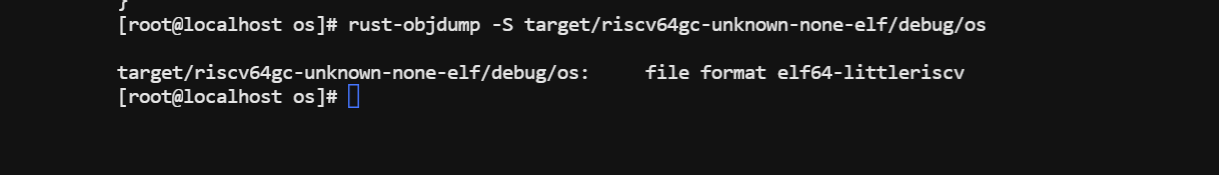 }
[root@localhost os]# rust-objdump -S target/riscv64gc-unknown-none-elf/debug/os
target/riscv64gc-unknown-none-elf/debug/os:     file format elf64-littleriscv
[root@localhost os]#